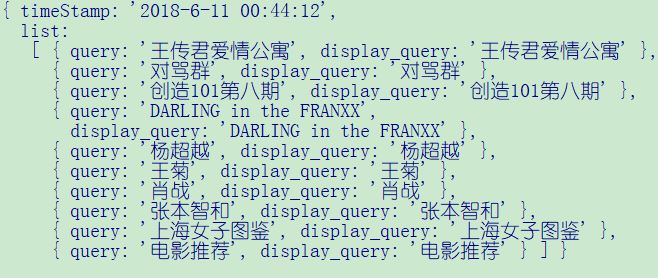 { timeStamp: '2018-6-11 00:44:12',
list:
[ { query: '王传君爱情公寓', display_query: '王传君爱情公寓' },
{ query: '对骂群', display_query: '对骂群' },
{ query: '创造101第八期', display_query: '创造101第八期' },
{ query: 'DARLING in the FRANXX',
display_query: 'DARLING in the FRANXX' },
{ query: '杨超越', display_query: '杨超越' },
{ query: '王菊', display_query: '王菊' },
{ query: '肖战', display_query: '肖战' },
{ query: '张本智和', display_query: '张本智和' },
{ query: '上海女子图鉴', display_query: '上海女子图鉴' },
{ query: '电影推荐', display_query: '电影推荐' } ] }